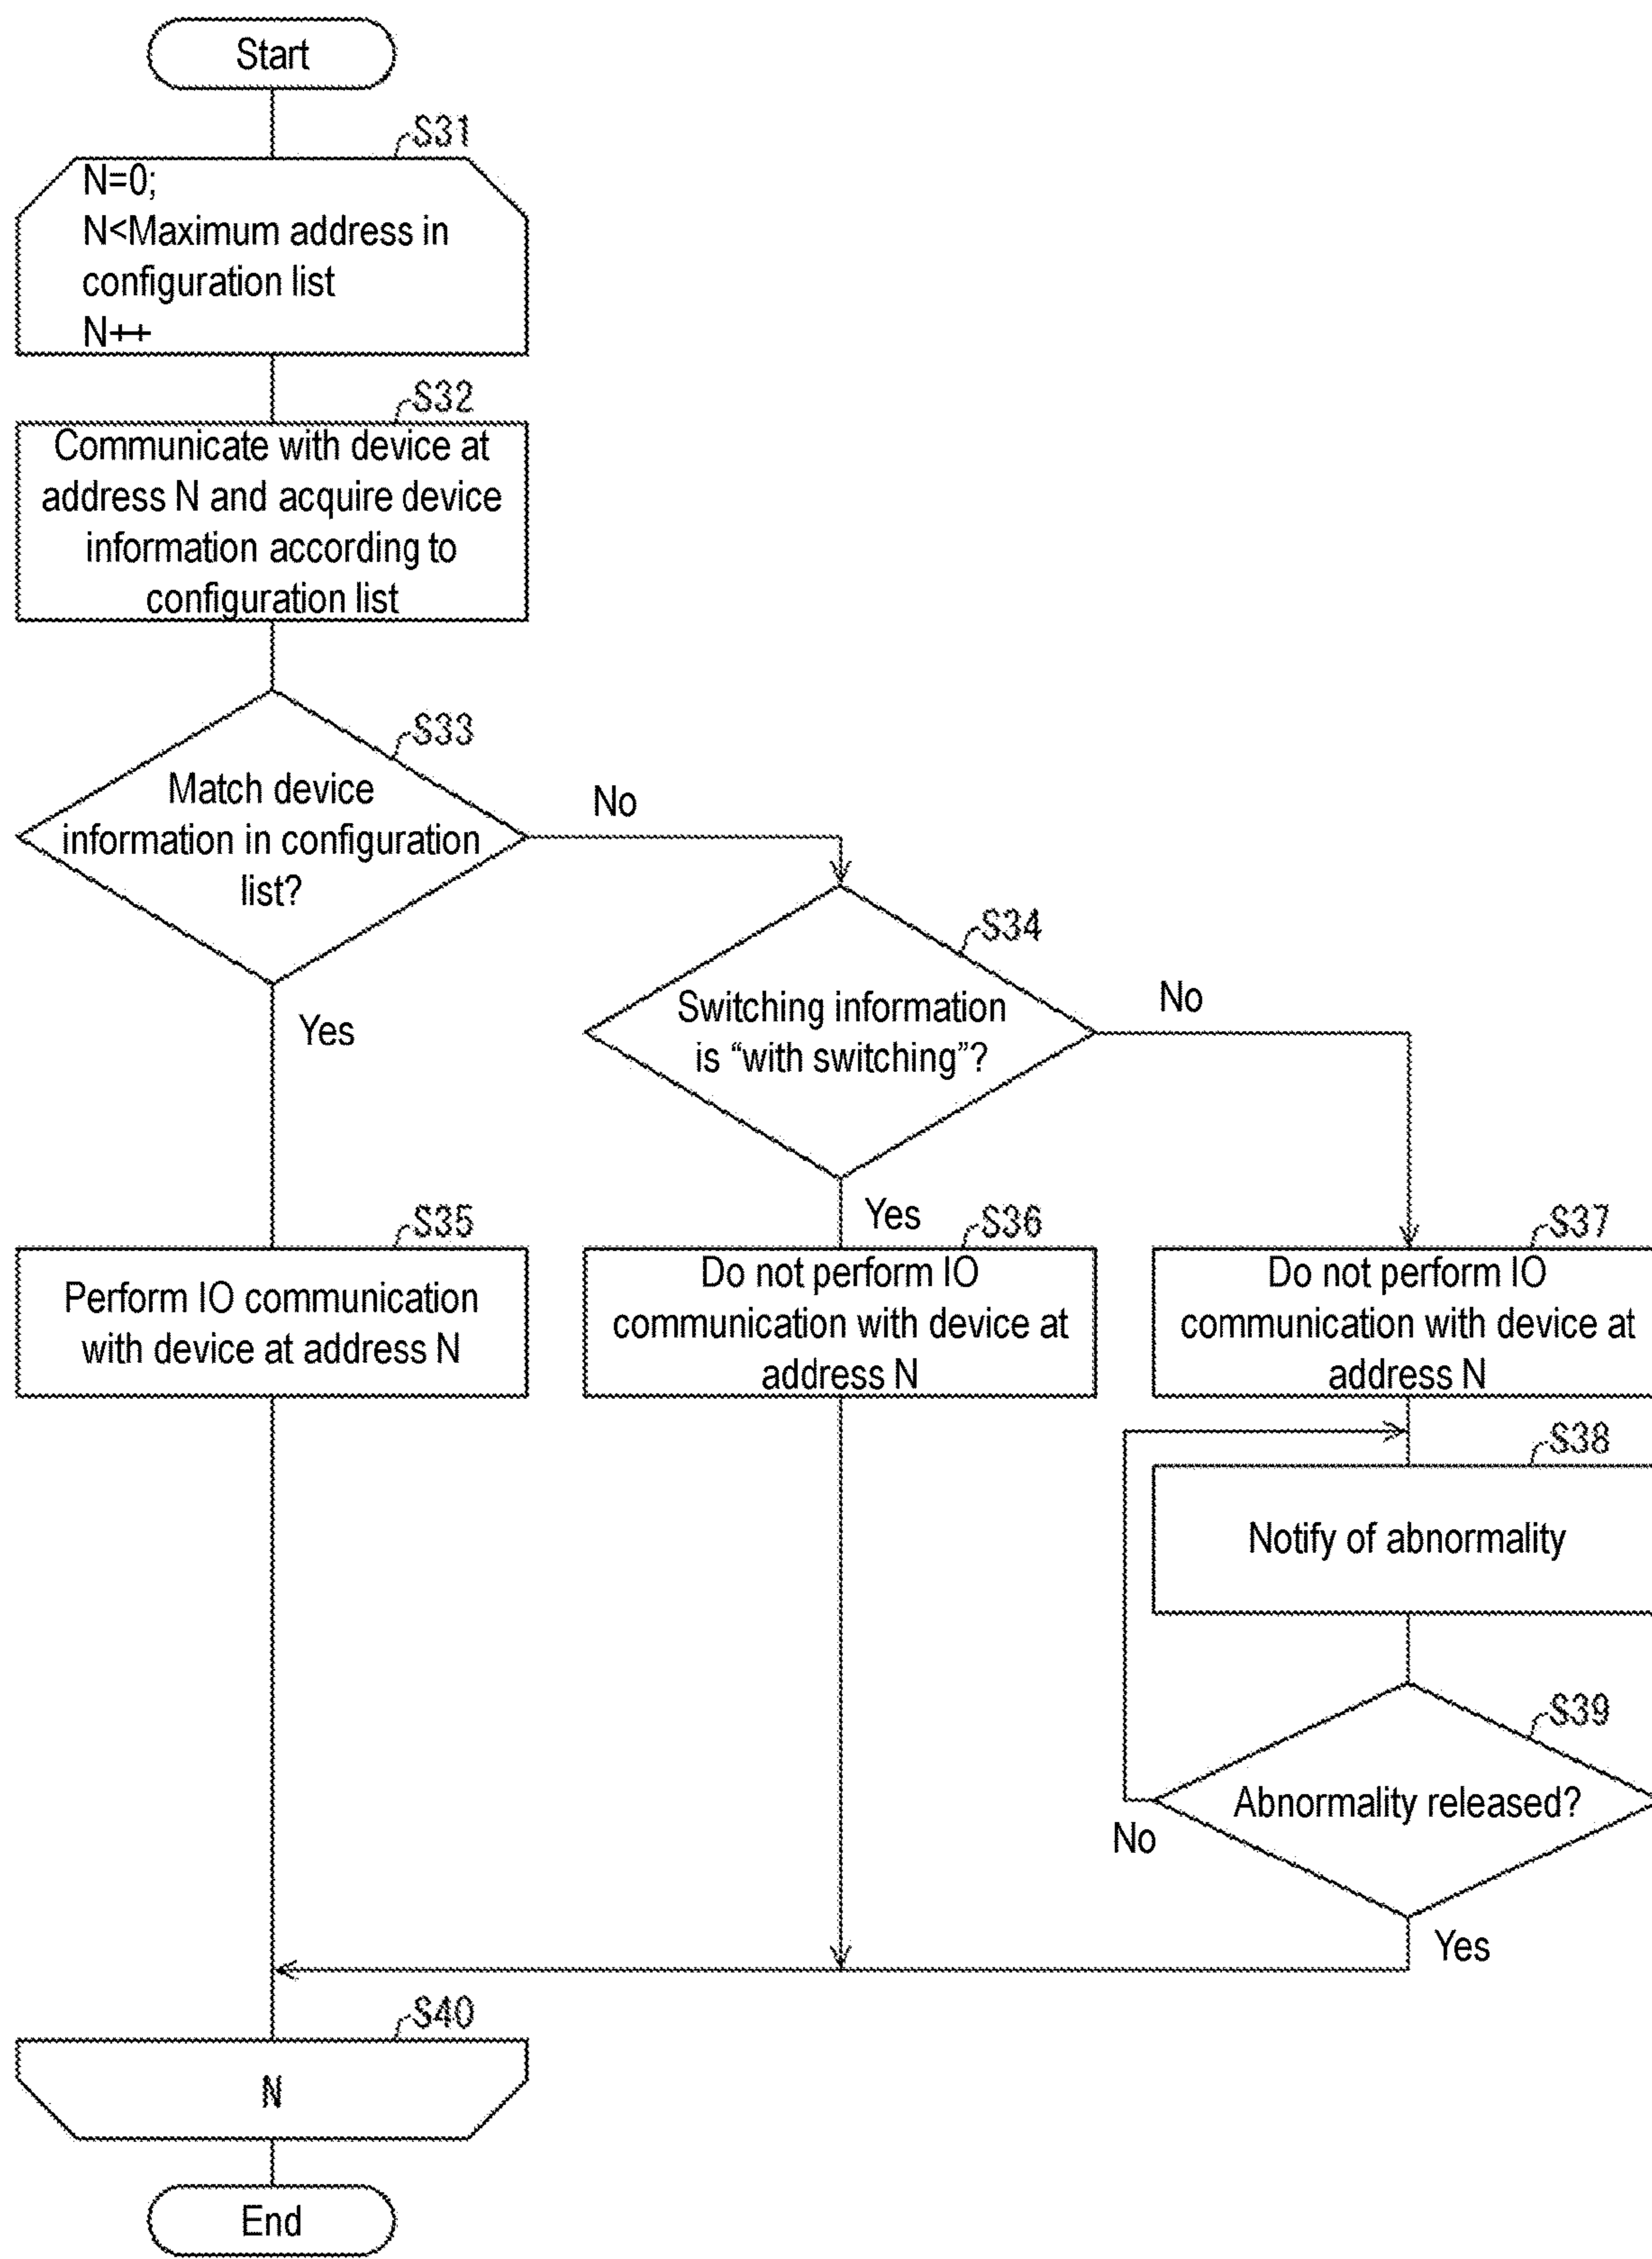 Start
S31
N=0;
N<Maximum address in
configuration list
N++
S32
Communicate with device at
address N and acquire device
information according to
configuration list
S33
Match device
information in configuration
list?
No
Yes
S34
Switching information
is “with switching”?
No
Yes
S35
Perform IO communication
with device at address N
S36
Do not perform IO
communication with device at
address N
S37
Do not perform IO
communication with device at
address N
S38
Notify of abnormality
S39
Abnormality released?
No
Yes
S40
N
End